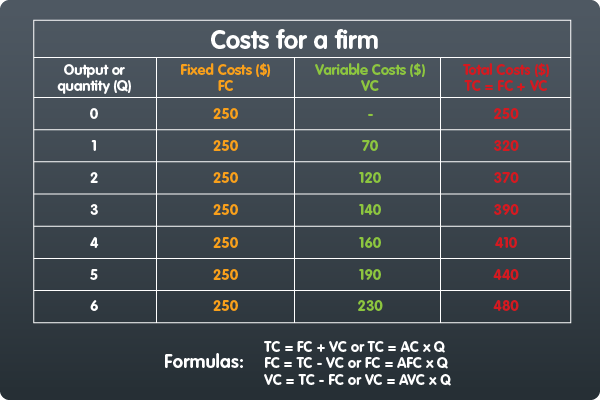 Costs for a firm
Output or quantity (Q) Fixed Costs ($) FC Variable Costs ($) VC Total Costs ($) TC = FC + VC
0 250 - 250
1 250 70 320
2 250 120 370
3 250 140 390
4 250 160 410
5 250 190 440
6 250 230 480
Formulas:
TC = FC + VC or TC = AC x Q
FC = TC - VC or FC = AFC x Q
VC = TC - FC or VC = AVC x Q